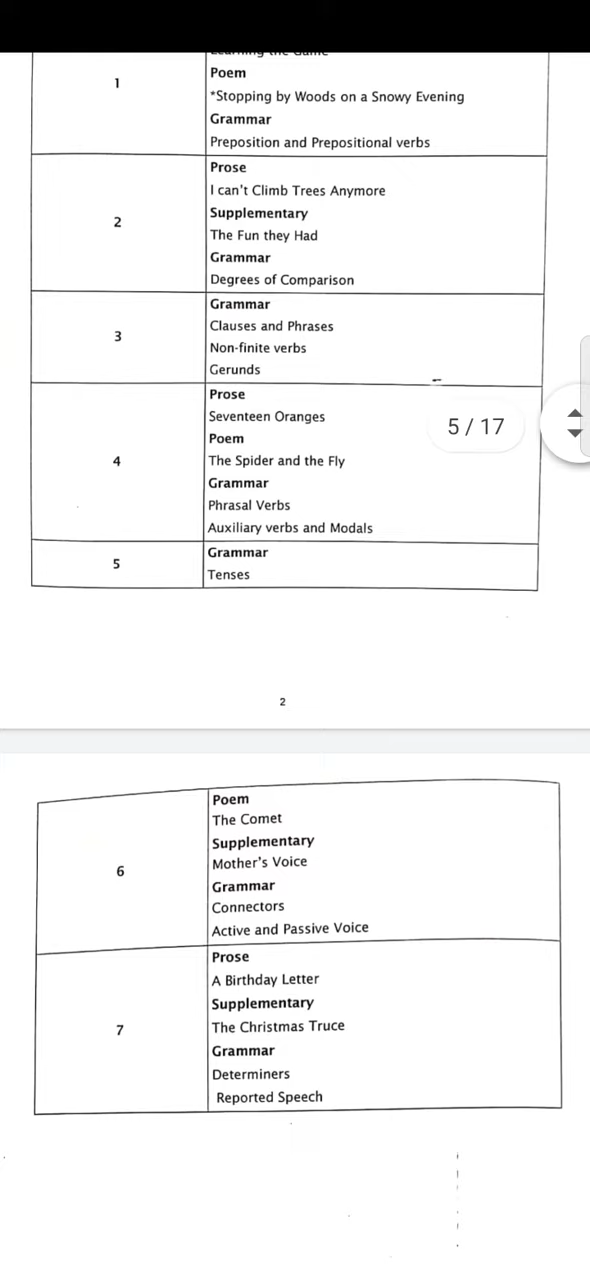 1
Poem
*Stopping by Woods on a Snowy Evening
Grammar
Preposition and Prepositional verbs
2
Prose
I can't Climb Trees Anymore
Supplementary
The Fun they Had
Grammar
Degrees of Comparison
3
Grammar
Clauses and Phrases
Non-finite verbs
Gerunds
4
Prose
Seventeen Oranges
Poem
The Spider and the Fly
Grammar
Phrasal Verbs
Auxiliary verbs and Modals
5 / 17
5
Grammar
Tenses
2
6
Poem
The Comet
Supplementary
Mother's Voice
Grammar
Connectors
Active and Passive Voice
7
Prose
A Birthday Letter
Supplementary
The Christmas Truce
Grammar
Determiners
Reported Speech